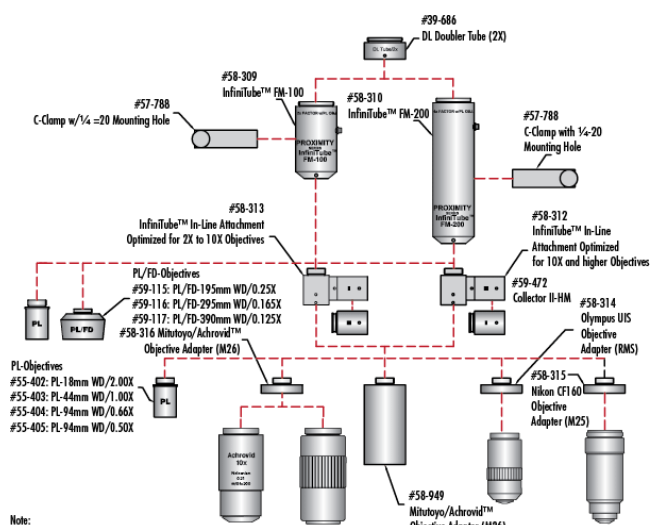 #39-686
DL Doubler Tube (2X)
DL Tube/2x
#58-309
InfiniTube™ FM-100
#58-310
InfiniTube™ FM-200
#57-788
C-Clamp w/¼ =20 Mounting Hole
#57-788
C-Clamp with ¼-20
Mounting Hole
PROXIMITY
InfiniTube™
FM-100
PROXIMITY
InfiniTube™
FM-200
#58-313
InfiniTube™ In-Line Attachment
Optimized for 2X to 10X Objectives
#58-312
InfiniTube™ In-Line
Attachment Optimized
for 10X and higher Objectives
#59-472
Collector II-HM
PL
PL/FD
PL/FD-Objectives
#59-115: PL/FD-195mm WD/0.25X
#59-116: PL/FD-295mm WD/0.165X
#59-117: PL/FD-390mm WD/0.125X
#58-316 Mitutoyo/Achrovid™
Objective Adapter (M26)
#58-314
Olympus UIS
Objective
Adapter (RMS)
#58-315
Nikon CF160
Objective
Adapter (M25)
PL-Objectives
#55-402: PL-18mm WD/2.00X
#55-403: PL-44mm WD/1.00X
#55-404: PL-94mm WD/0.66X
#55-405: PL-94mm WD/0.50X
PL
Achrovid
10x
#58-949
Mitutoyo/Achrovid™
Objective Adapter (M26)
Note: